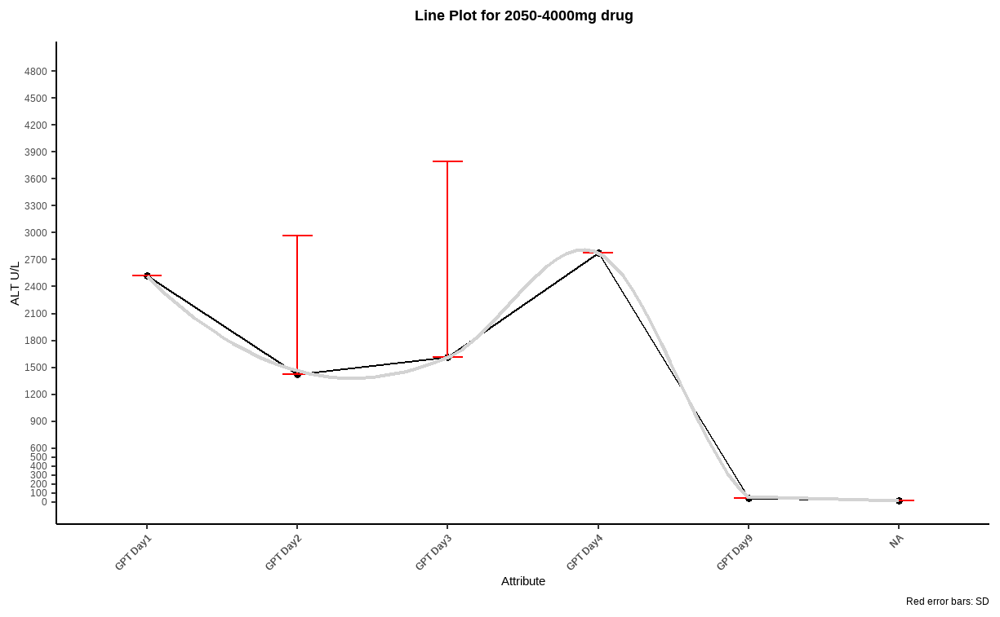 Line Plot for 2050-4000mg drug
ALT U/L
4800
4500
4200
3900
3600
3300
3000
2700
2400
2100
1800
1500
1200
900
600
500
400
300
200
100
0
GPT Day1
GPT Day2
GPT Day3
GPT Day4
GPT Day9
NA
Attribute
Red error bars: SD